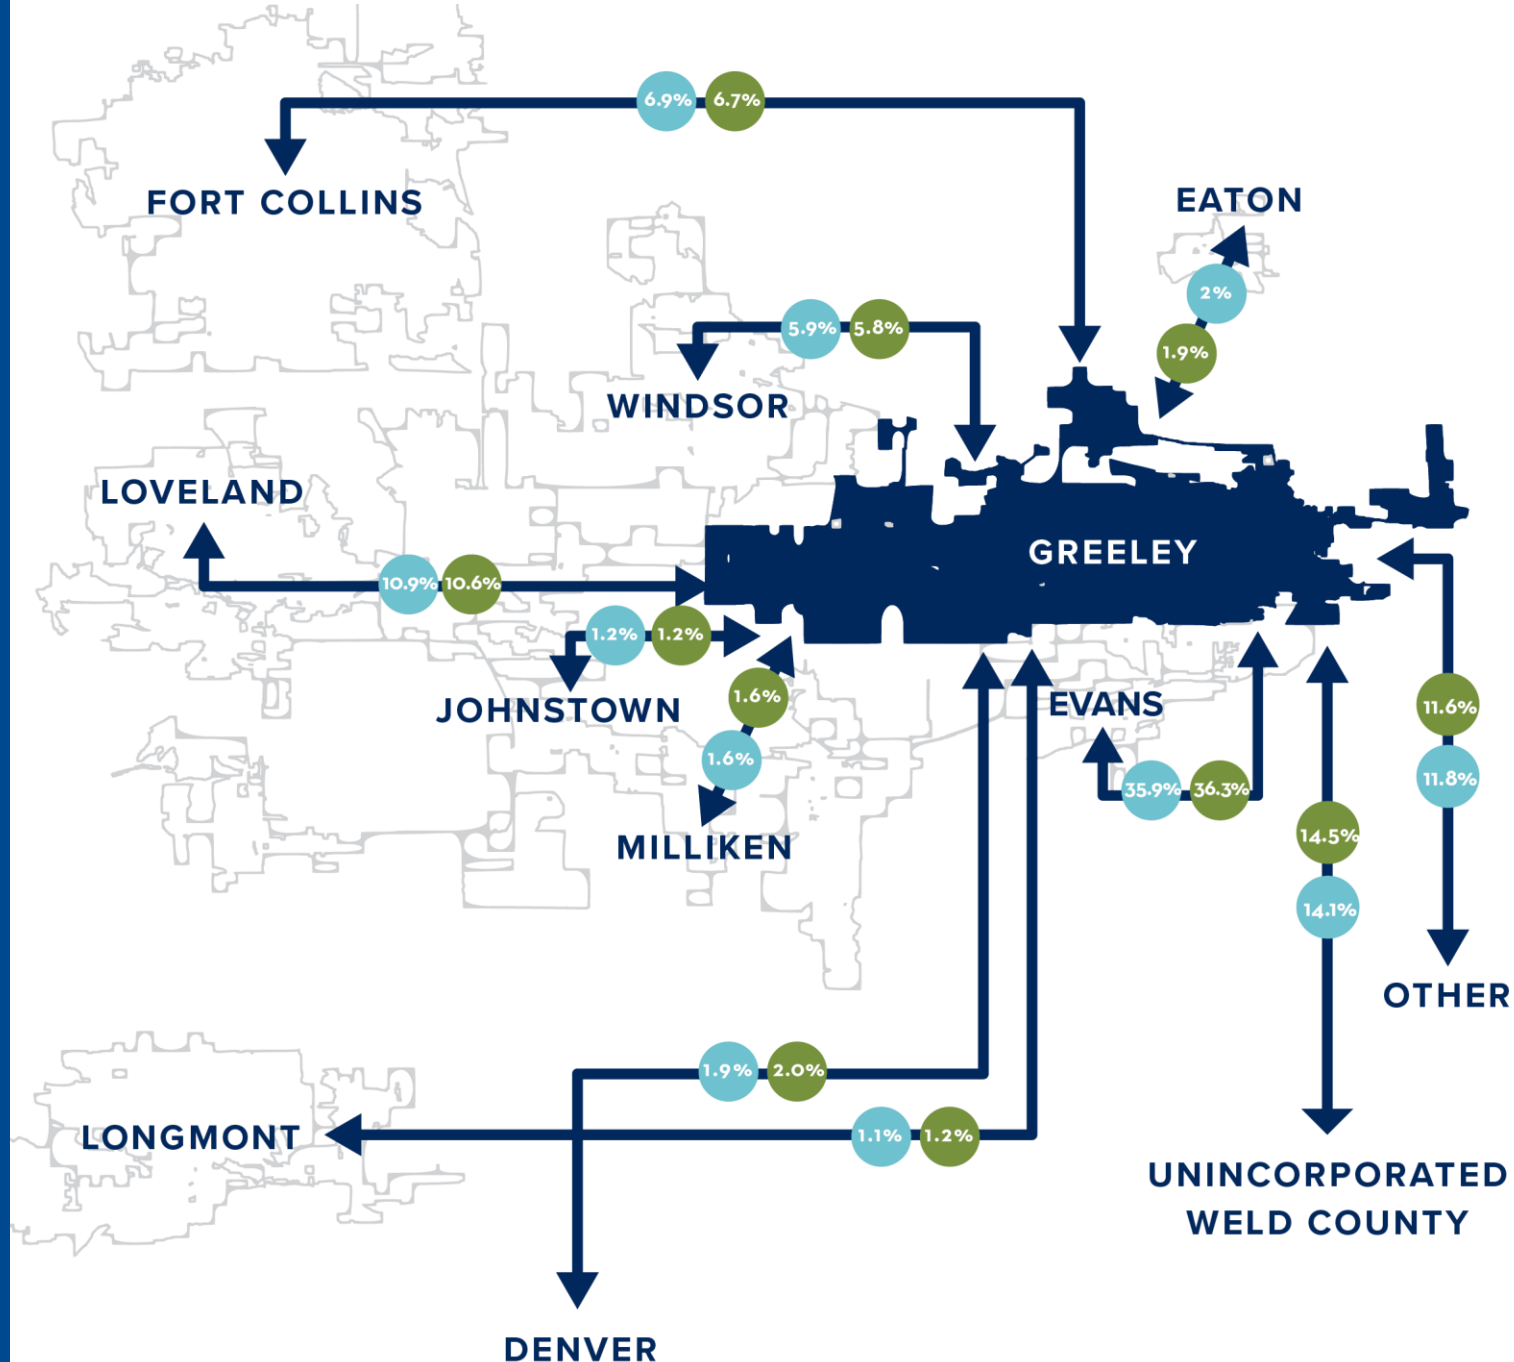 6.9% 6.7%
FORT COLLINS
EATON
2%
1.9%
5.9% 5.8%
WINDSOR
LOVELAND
GREELEY
10.9% 10.6%
1.2% 1.2%
JOHNSTOWN
1.6%
1.6%
MILLIKEN
EVANS
35.9% 36.3%
11.6%
11.8%
14.5%
14.1%
OTHER
1.9% 2.0%
1.1% 1.2%
LONGMONT
UNINCORPORATED
WELD COUNTY
DENVER